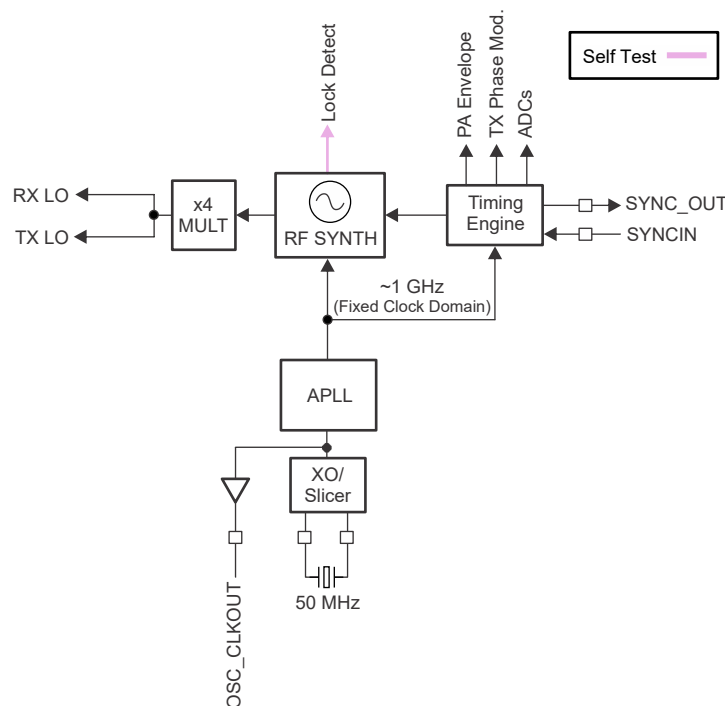 Self Test
Lock Detect
PA Envelope
TX Phase Mod.
ADCs
RX LO
TX LO
x4
MULT
RF SYNTH
Timing
Engine
SYNC_OUT
SYNCIN
~1 GHz
(Fixed Clock Domain)
APLL
XO/
Slicer
50 MHz
OSC_CLKOUT